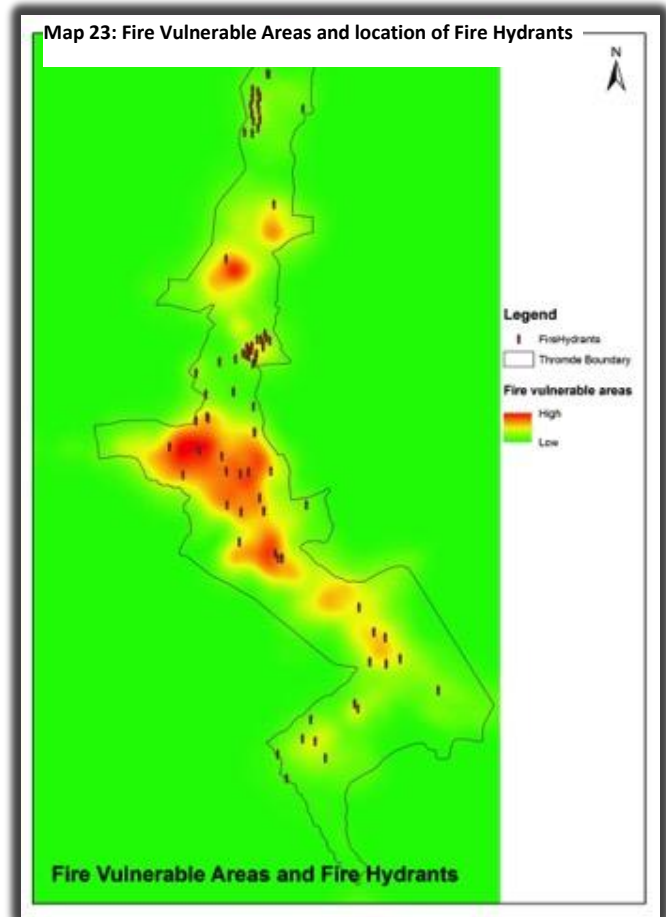 Map 23: Fire Vulnerable Areas and location of Fire Hydrants
N
Legend
FireHydrants
Thromde Boundary
Fire vulnerable areas
High
Low
Fire Vulnerable Areas and Fire Hydrants